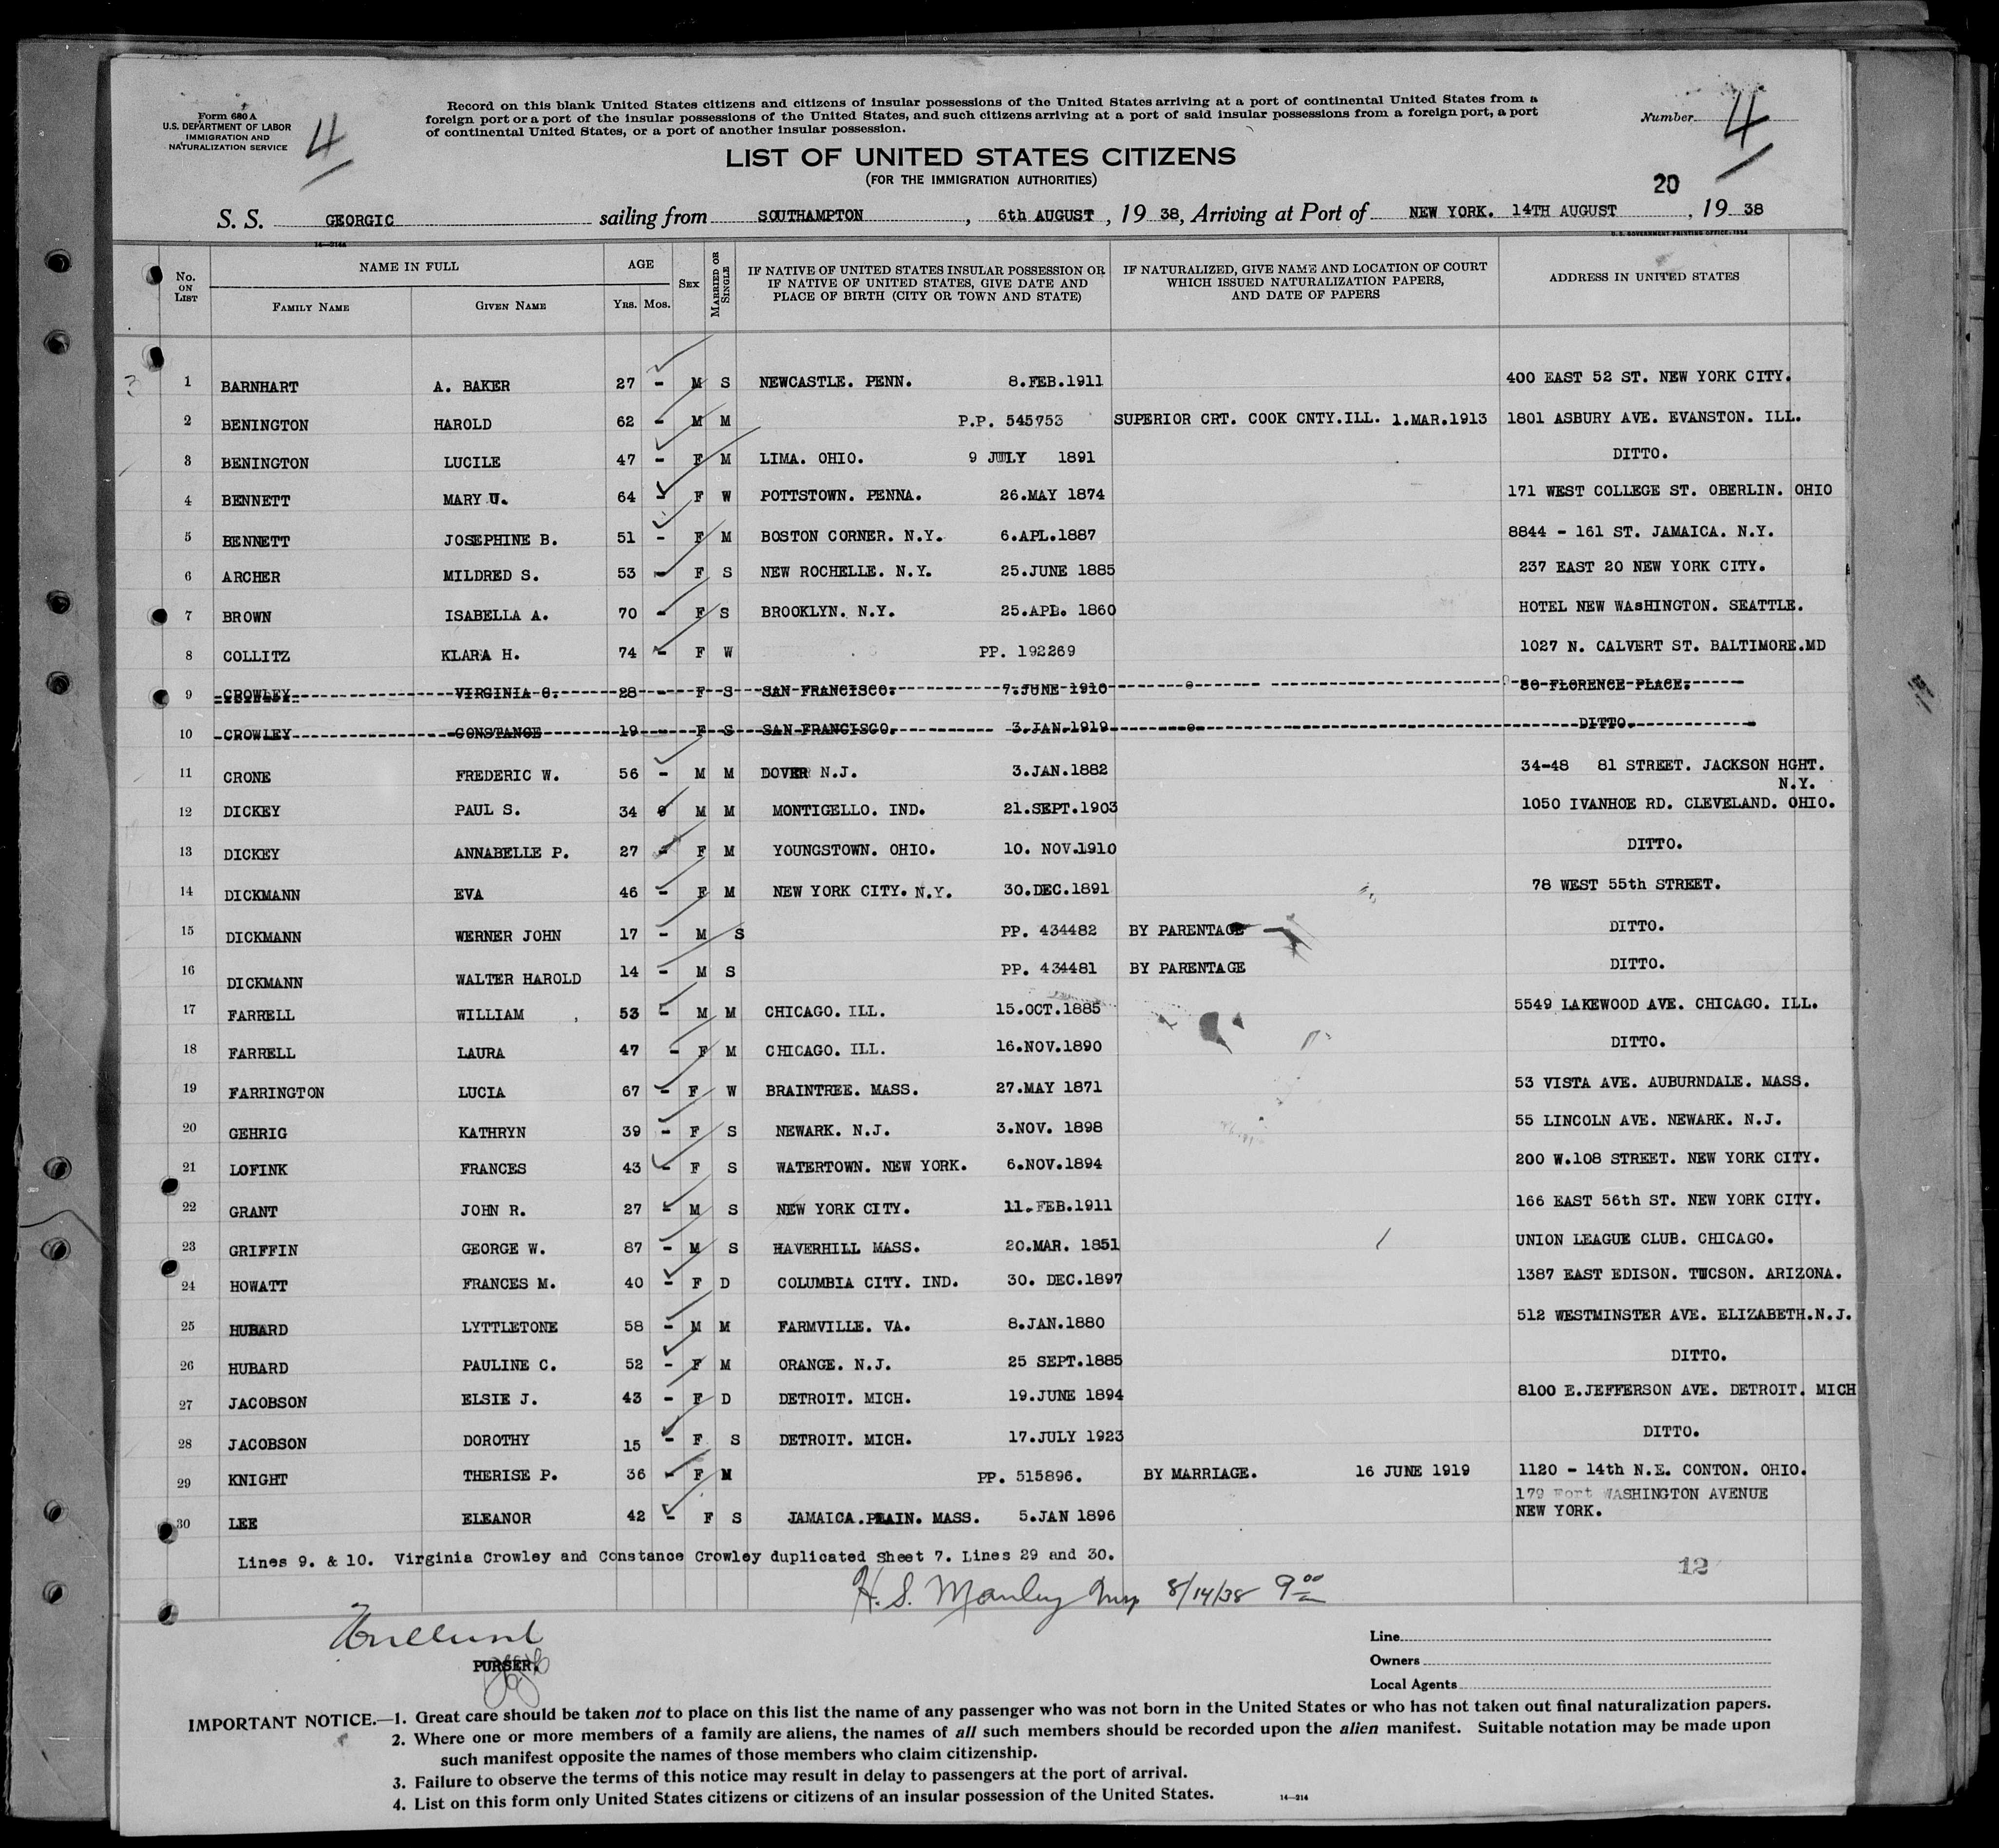 Form 680 A
U.S. DEPARTMENT OF LABOR
IMMIGRATION AND
NATURALIZATION SERVICE
4
Record on this blank United States citizens and citizens of insular possessions of the United States arriving at a port of continental United States from a
foreign port or a port of the insular possessions of the United States, and such citizens arriving at a port of said insular possessions from a foreign port, a port
of continental United States, or a port of another insular possession.
Number 4
LIST OF UNITED STATES CITIZENS
(FOR THE IMMIGRATION AUTHORITIES)
20
S. S. GEORGIC sailing from SOUTHAMPTON, 6th AUGUST, 19 38, Arriving at Port of NEW YORK. 14TH AUGUST, 19 38
14—214A
U. S. GOVERNMENT PRINTING OFFICE: 1934
No. ON LIST
NAME IN FULL
FAMILY NAME
GIVEN NAME
AGE
YRS. MOS.
SEX
MARRIED OR SINGLE
IF NATIVE OF UNITED STATES INSULAR POSSESSION OR
IF NATIVE OF UNITED STATES, GIVE DATE AND
PLACE OF BIRTH (CITY OR TOWN AND STATE)
IF NATURALIZED, GIVE NAME AND LOCATION OF COURT
WHICH ISSUED NATURALIZATION PAPERS,
AND DATE OF PAPERS
ADDRESS IN UNITED STATES
1 BARNHART A. BAKER 27 - M S NEWCASTLE. PENN. 8.FEB.1911 400 EAST 52 ST. NEW YORK CITY.
2 BENINGTON HAROLD 62 - M M P.P. 545753 SUPERIOR CRT. COOK CNTY.ILL. 1.MAR.1913 1801 ASBURY AVE. EVANSTON. ILL.
3 BENINGTON LUCILE 47 - F M LIMA. OHIO. 9 JULY 1891 DITTO.
4 BENNETT MARY U. 64 - F W POTTSTOWN. PENNA. 26.MAY 1874 171 WEST COLLEGE ST. OBERLIN. OHIO
5 BENNETT JOSEPHINE B. 51 - F M BOSTON CORNER. N.Y. 6.APL.1887 8844 - 161 ST. JAMAICA. N.Y.
6 ARCHER MILDRED S. 53 - F S NEW ROCHELLE. N.Y. 25.JUNE 1885 237 EAST 20 NEW YORK CITY.
7 BROWN ISABELLA A. 70 - F S BROOKLYN. N.Y. 25.APL. 1860 HOTEL NEW WAsHINGTON. SEATTLE.
8 COLLITZ KLARA H. 74 - F W PP. 192269 1027 N. CALVERT ST. BALTIMORE.MD
9 CROWLEY VIRGINIA 28 - F S SAN FRANCISCO. 7.JUNE 1910 80 FLORENCE PLACE.
10 CROWLEY CONSTANCE 19 - F S SAN FRANCISCO. 3.JAN.1919 DITTO.
11 CRONE FREDERIC W. 56 - M M DOVER N.J. 3.JAN.1882 34-48 81 STREET. JACKSON HGHT.
N.Y.
12 DICKEY PAUL S. 34 M M MONTIGELLO. IND. 21.SEPT.1903 1050 IVANHOE RD. CLEVELAND. OHIO.
13 DICKEY ANNABELLE P. 27 - F M YOUNGSTOWN. OHIO. 10. NOV.1910 DITTO.
14 DICKMANN EVA 46 - F M NEW YORK CITY. N.Y. 30.DEC.1891 78 WEST 55th STREET.
15 DICKMANN WERNER JOHN 17 - M S PP. 434482 BY PARENTAGE DITTO.
16 DICKMANN WALTER HAROLD 14 - M S PP. 434481 BY PARENTAGE DITTO.
17 FARRELL WILLIAM 53 - M M CHICAGO. ILL. 15.OCT.1885 5549 LAKEWOOD AVE. CHICAGO. ILL.
18 FARRELL LAURA 47 - F M CHICAGO. ILL. 16.NOV.1890 DITTO.
19 FARRINGTON LUCIA 67 - F W BRAINTREE. MASS. 27.MAY 1871 53 VISTA AVE. AUBURNDALE. MASS.
20 GEHRIG KATHRYN 39 - F S NEWARK. N.J. 3.NOV. 1898 55 LINCOLN AVE. NEWARK. N.J.
21 LOFINK FRANCES 43 - F S WATERTOWN. NEW YORK. 6.NOV.1894 200 W.108 STREET. NEW YORK CITY.
22 GRANT JOHN R. 27 - M S NEW YORK CITY. 11.FEB.1911 166 EAST 56th ST. NEW YORK CITY.
23 GRIFFIN GEORGE W. 87 - M S HAVERHILL MASS. 20.MAR. 1851 UNION LEAGUE CLUB. CHICAGO.
24 HOWATT FRANCES M. 40 - F D COLUMBIA CITY. IND. 30. DEC.1897 1387 EAST EDISON. TUCSON. ARIZONA.
25 HUBARD LYTTLETONE 58 - M M FARMVILLE. VA. 8.JAN.1880 512 WESTMINSTER AVE. ELIZABETH.N.J.
26 HUBARD PAULINE C. 52 - F M ORANGE. N.J. 25 SEPT.1885 DITTO.
27 JACOBSON ELSIE J. 43 - F D DETROIT. MICH. 19.JUNE 1894 8100 E.JEFFERSON AVE. DETROIT. MICH
28 JACOBSON DOROTHY 15 - F S DETROIT. MICH. 17.JULY 1923 DITTO.
29 KNIGHT THERISE P. 36 - F M PP. 515896. BY MARRIAGE. 16 JUNE 1919 1120 - 14th N.E. CONTON. OHIO.
30 LEE ELEANOR 42 - F S JAMAICA.PLAIN. MASS. 5.JAN 1896 179 Fort WASHINGTON AVENUE
NEW YORK.
Lines 9. & 10. Virginia Crowley and Constance Crowley duplicated Sheet 7. Lines 29 and 30.
12
H. S. Manley 8/14/38 9 00
PURSER.
Line
Owners
Local Agents
IMPORTANT NOTICE.—1. Great care should be taken not to place on this list the name of any passenger who was not born in the United States or who has not taken out final naturalization papers.
2. Where one or more members of a family are aliens, the names of all such members should be recorded upon the alien manifest. Suitable notation may be made upon
such manifest opposite the names of those members who claim citizenship.
3. Failure to observe the terms of this notice may result in delay to passengers at the port of arrival.
4. List on this form only United States citizens or citizens of an insular possession of the United States.
14—214